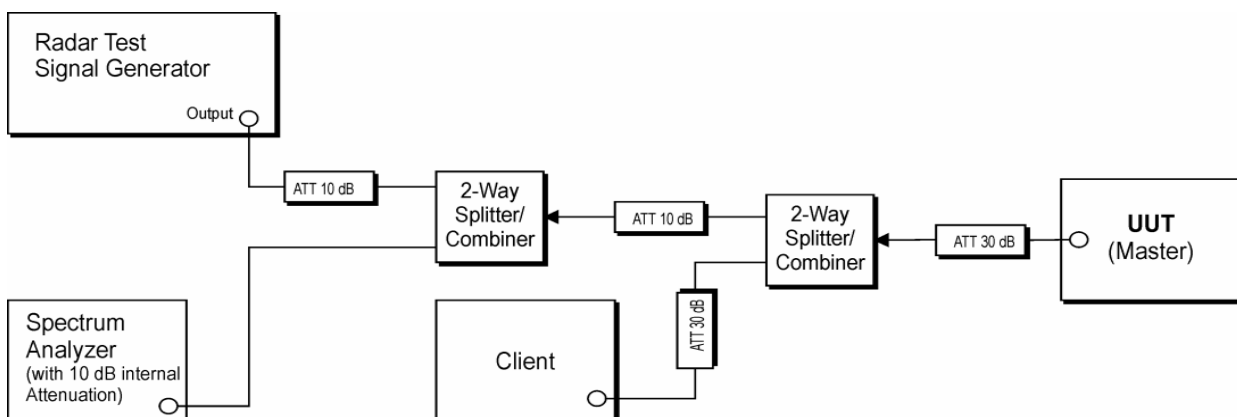 Radar Test
Signal Generator
Output
ATT 10 dB
2-Way
Splitter/
Combiner
ATT 10 dB
2-Way
Splitter/
Combiner
ATT 30 dB
UUT
(Master)
ATT 30 dB
Spectrum
Analyzer
(with 10 dB internal
Attenuation)
Client